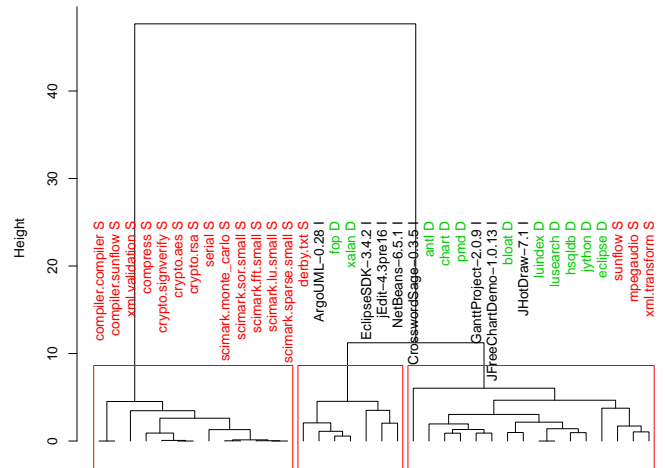 Height
0
10
20
30
40
compiler.compiler S
compiler.sunflow S
xml.validation S
compress S
crypto.signverify S
crypto.aes S
crypto.rsa S
serial S
scimark.monte_carlo S
scimark.sor.small S
scimark.fft.small S
scimark.lu.small S
scimark.sparse.small S
derby.txt S
ArgoUML−0.28 I
fop D
xalan D
EclipseSDK−3.4.2 I
jEdit−4.3pre16 I
NetBeans−6.5.1 I
CrosswordSage−0.3.5 I
antl D
chart D
pmd D
GanttProject−2.0.9 I
JFreeChartDemo−1.0.13 I
bloat D
JHotDraw−7.1 I
luindex D
lusearch D
hsqldb D
jython D
eclipse D
sunflow S
mpegaudio S
xml.transform S